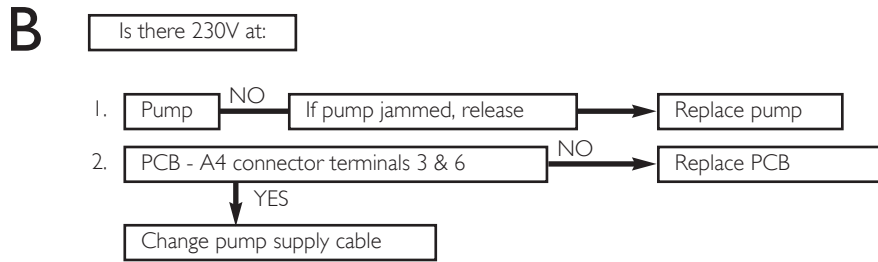 B Is there 230V at:
NO
1. Pump If pump jammed, release Replace pump
NO
2. PCB - A4 connector terminals 3 & 6 Replace PCB
YES
Change pump supply cable